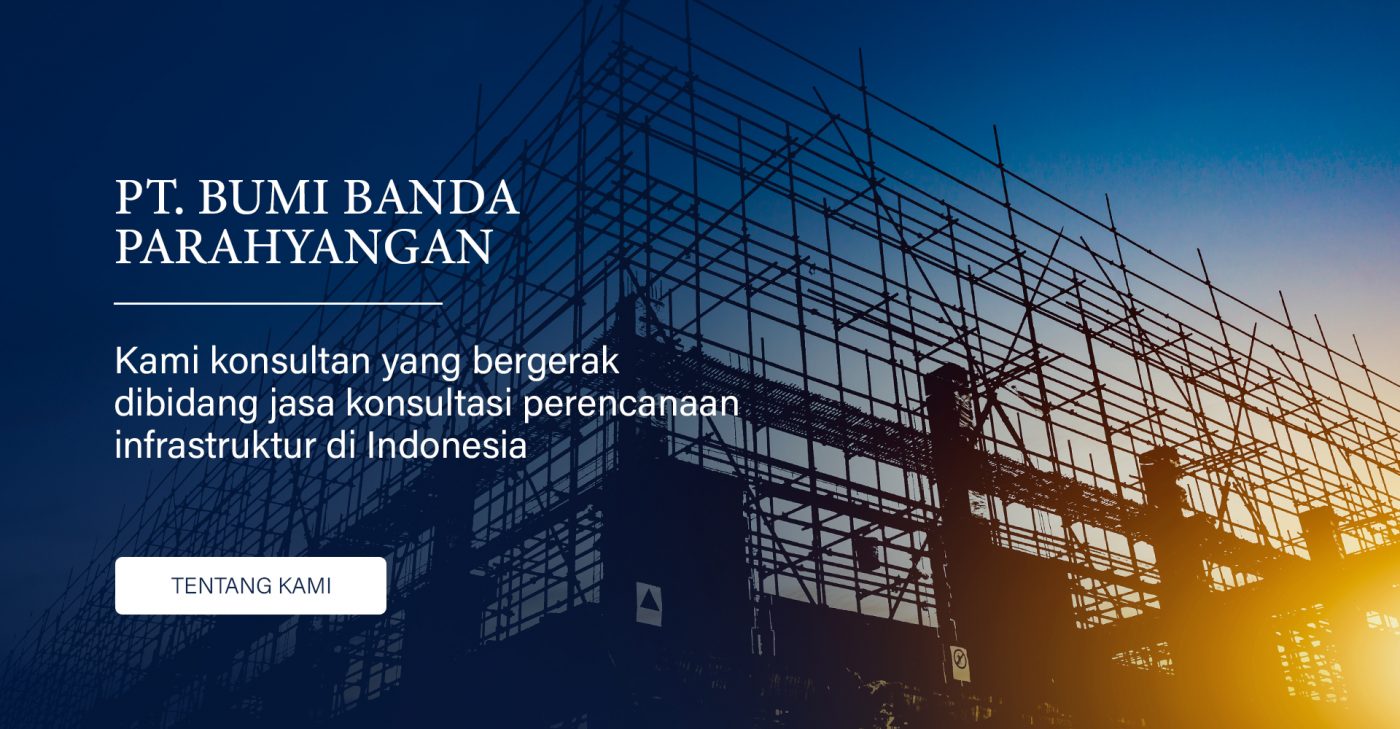 PT. BUMI BANDA
PARAHYANGAN
Kami konsultan yang bergerak
dibidang jasa konsultasi perencanaan
infrastruktur di Indonesia
TENTANG KAMI